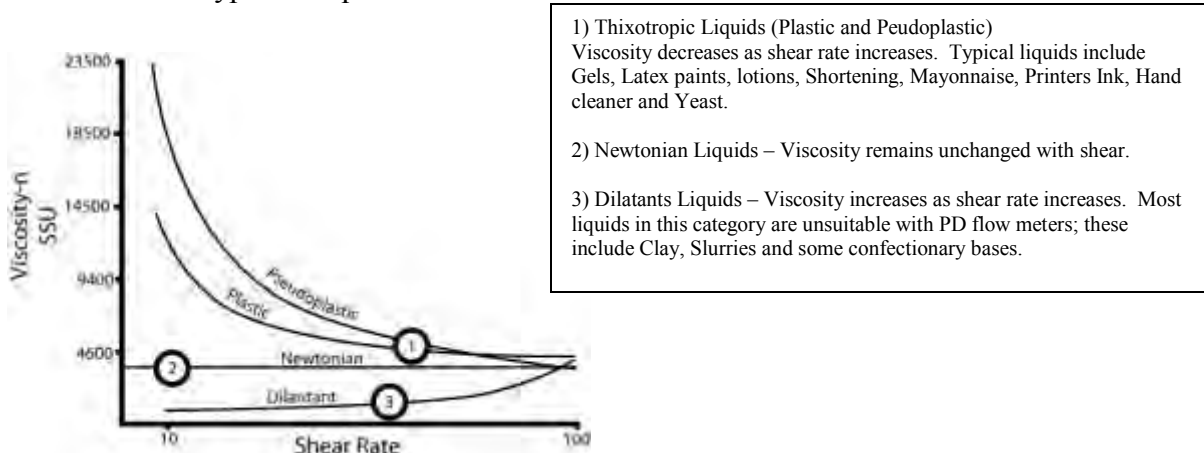 1) Thixotropic Liquids (Plastic and Peudoplastic)
Viscosity decreases as shear rate increases. Typical liquids include
Gels, Latex paints, lotions, Shortening, Mayonnaise, Printers Ink, Hand
cleaner and Yeast.
2) Newtonian Liquids – Viscosity remains unchanged with shear.
3) Dilatants Liquids – Viscosity increases as shear rate increases. Most
liquids in this category are unsuitable with PD flow meters; these
include Clay, Slurries and some confectionary bases.
Viscosity-n
SSU
23500
18500
14500
9400
4600
Pseudoplastic
Plastic
1
2
Newtonian
Dilantant
3
10
100
Shear Rate